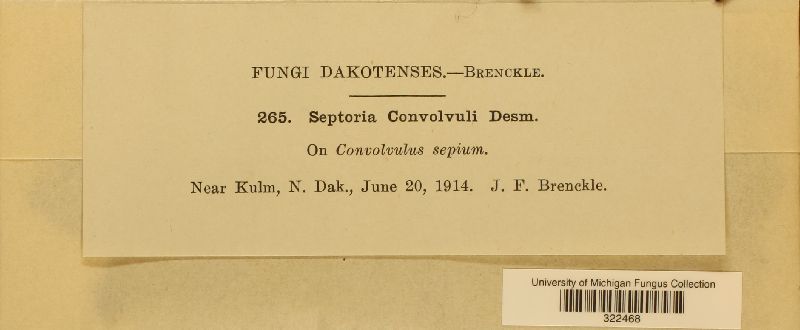 FUNGI DAKOTENSES.—BRENCKLE.
265. Septoria Convolvuli Desm.
On Convolvulus sepium.
Near Kulm, N. Dak., June 20, 1914. J. F. Brenckle.
University of Michigan Fungus Collection
322468